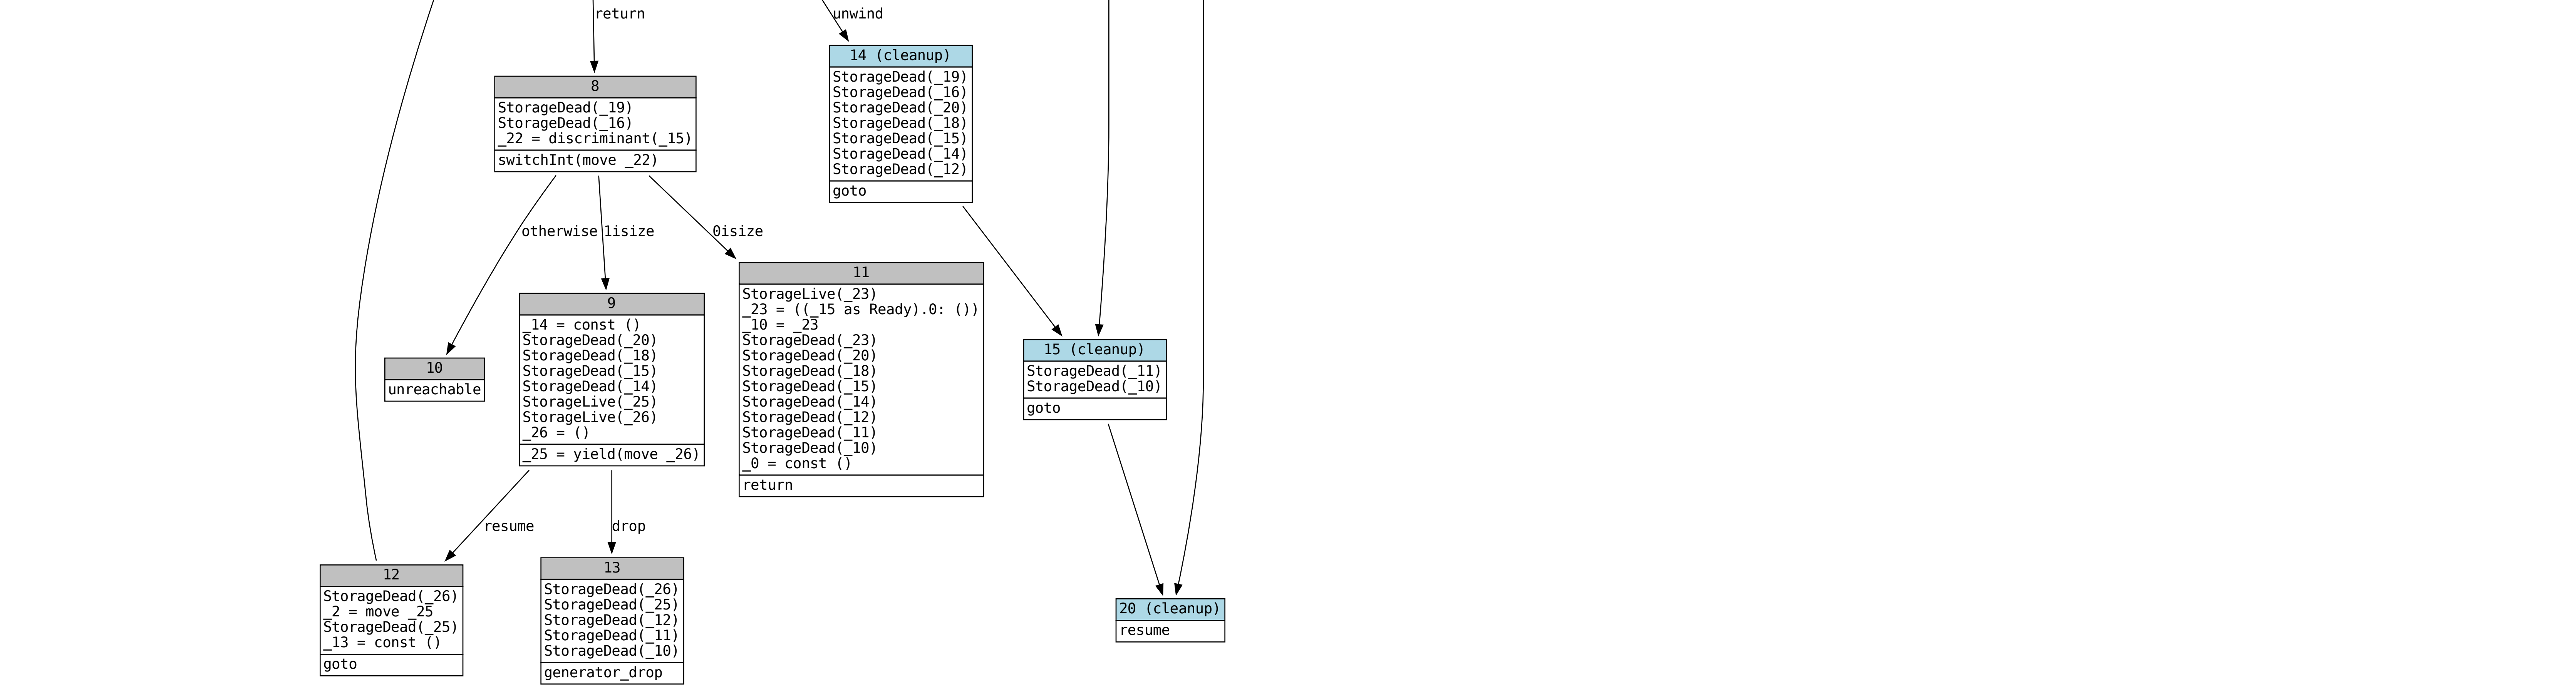 return
unwind
14 (cleanup)
StorageDead(_19)
StorageDead(_16)
StorageDead(_20)
StorageDead(_18)
StorageDead(_15)
StorageDead(_14)
StorageDead(_12)
goto
8
StorageDead(_19)
StorageDead(_16)
_22 = discriminant(_15)
switchInt(move _22)
otherwise
1isize
0isize
11
StorageLive(_23)
_23 = ((_15 as Ready).0: ())
_10 = _23
StorageDead(_23)
StorageDead(_20)
StorageDead(_18)
StorageDead(_15)
StorageDead(_14)
StorageDead(_12)
StorageDead(_11)
StorageDead(_10)
_0 = const ()
return
9
_14 = const ()
StorageDead(_20)
StorageDead(_18)
StorageDead(_15)
StorageDead(_14)
StorageLive(_25)
StorageLive(_26)
_26 = ()
_25 = yield(move _26)
10
unreachable
15 (cleanup)
StorageDead(_11)
StorageDead(_10)
goto
resume
drop
12
StorageDead(_26)
_2 = move _25
StorageDead(_25)
_13 = const ()
goto
13
StorageDead(_26)
StorageDead(_25)
StorageDead(_12)
StorageDead(_11)
StorageDead(_10)
generator_drop
20 (cleanup)
resume